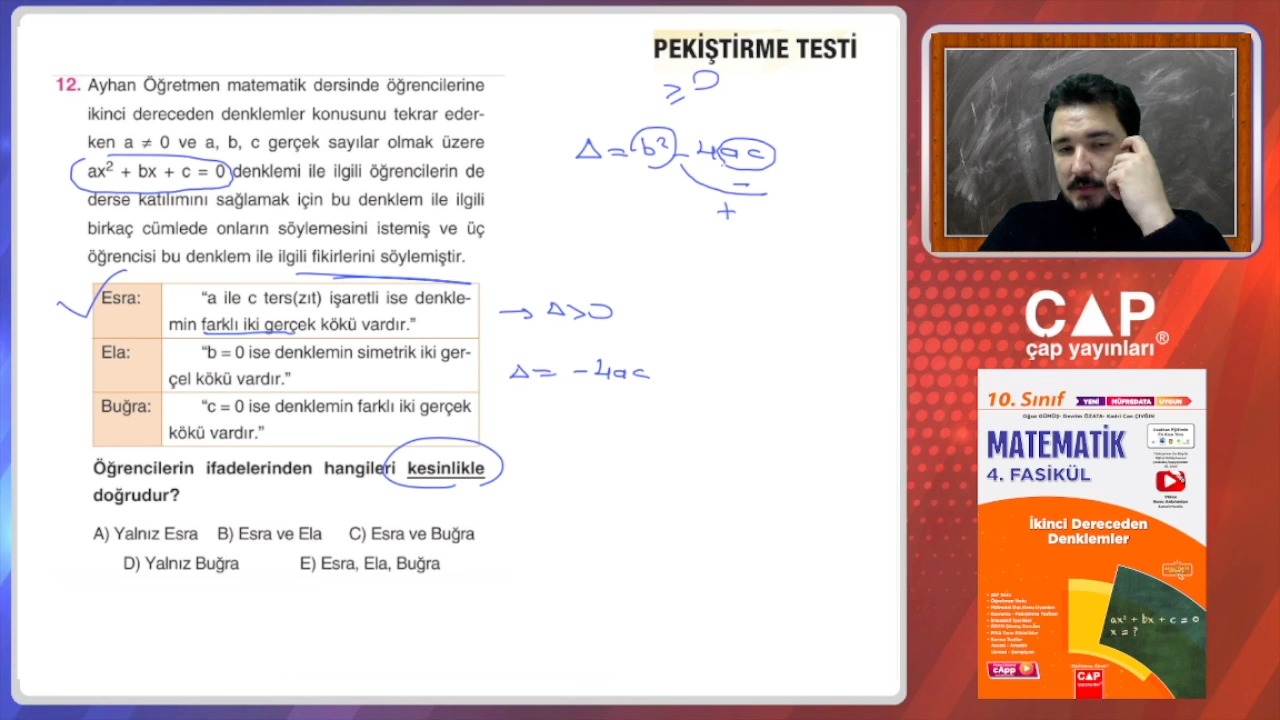 PEKİŞTİRME TESTİ
12. Ayhan Öğretmen matematik dersinde öğrencilerine
ikinci dereceden denklemler konusunu tekrar eder-
ken a ≠ 0 ve a, b, c gerçek sayılar olmak üzere
ax² + bx + c = 0 denklemi ile ilgili öğrencilerin de
derse katılımını sağlamak için bu denklem ile ilgili
birkaç cümlede onların söylemesini istemiş ve üç
öğrencisi bu denklem ile ilgili fikirlerini söylemiştir.
Esra: "a ile c ters(zıt) işaretli ise denkle-
min farklı iki gerçek kökü vardır."
Ela: "b = 0 ise denklemin simetrik iki ger-
çel kökü vardır."
Buğra: "c = 0 ise denklemin farklı iki gerçek
kökü vardır."
Öğrencilerin ifadelerinden hangileri kesinlikle
doğrudur?
A) Yalnız Esra B) Esra ve Ela C) Esra ve Buğra
D) Yalnız Buğra E) Esra, Ela, Buğra
≥ 0
Δ = b² - 4ac
-
+
→ Δ > 0
Δ = -4ac
ÇAP
çap yayınları®
10. Sınıf
YENİ MÜFREDATA UYGUN
MATEMATİK
4. FASİKÜL
İkinci Dereceden
Denklemler
ax² + bx + c = 0
x = ?
cApp
ÇAP